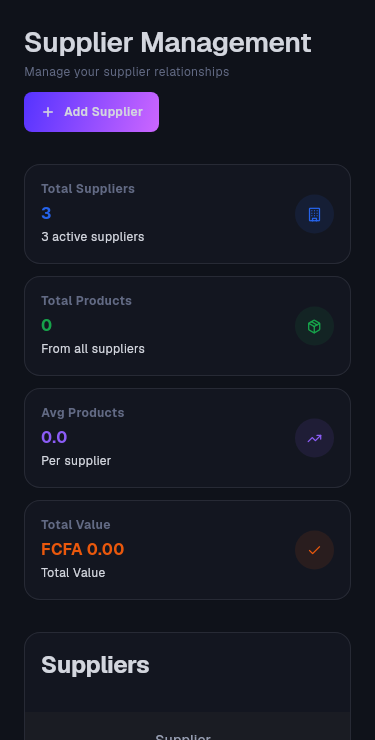 Supplier Management
Manage your supplier relationships
Add Supplier
Total Suppliers
3
3 active suppliers
Total Products
0
From all suppliers
Avg Products
0.0
Per supplier
Total Value
FCFA 0.00
Total Value
Suppliers
Supplier